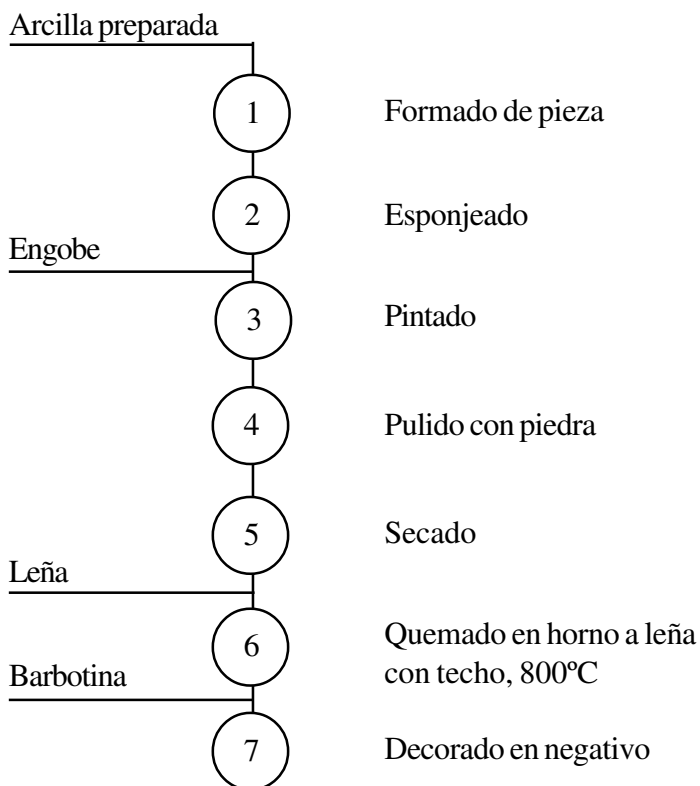 Arcilla preparada
1 Formado de pieza
2 Esponjeado
Engobe
3 Pintado
4 Pulido con piedra
5 Secado
Leña
6 Quemado en horno a leña
con techo, 800ºC
Barbotina
7 Decorado en negativo